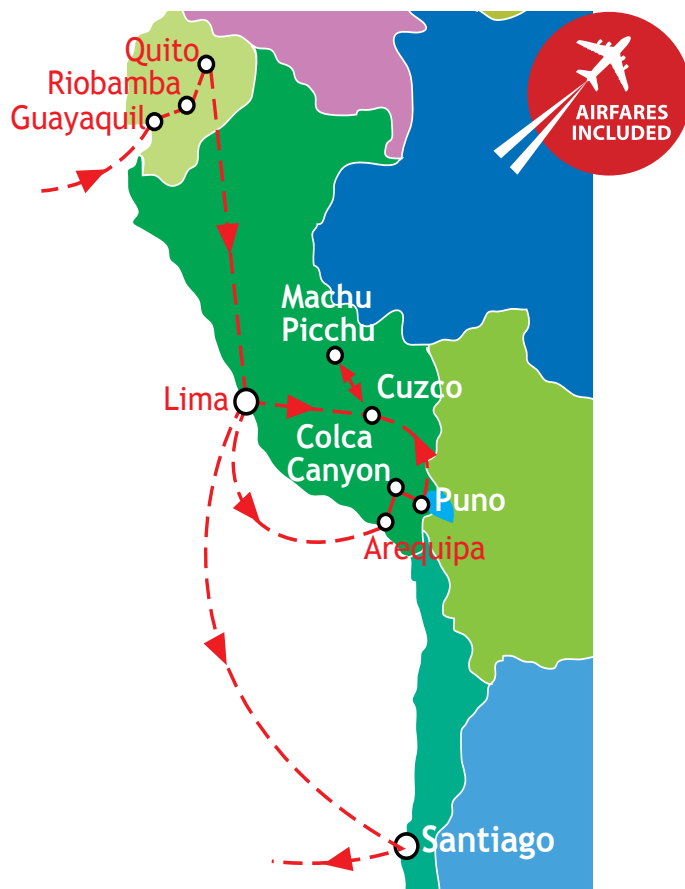 Quito
Riobamba
Guayaquil
AIRFARES
INCLUDED
Machu
Picchu
Lima
Cuzco
Colca
Canyon
Puno
Arequipa
Santiago